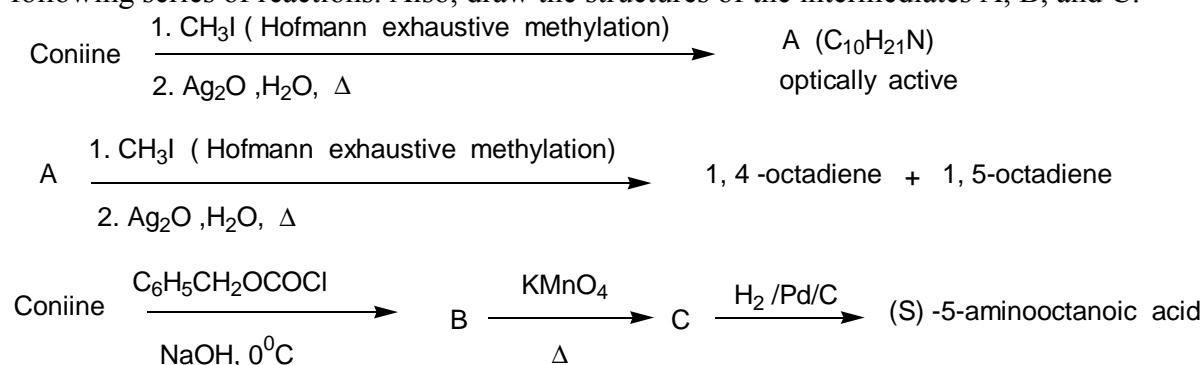 following series of reactions. Also, draw the structures of the intermediates A, B, and C.
1. CH3I ( Hofmann exhaustive methylation)
Coniine
A (C10H21N)
2. Ag2O ,H2O, Δ
optically active
1. CH3I ( Hofmann exhaustive methylation)
A
1, 4 -octadiene + 1, 5-octadiene
2. Ag2O ,H2O, Δ
C6H5CH2OCOCl
KMnO4
H2 /Pd/C
Coniine
B
C
(S) -5-aminooctanoic acid
NaOH, 0⁰C
Δ